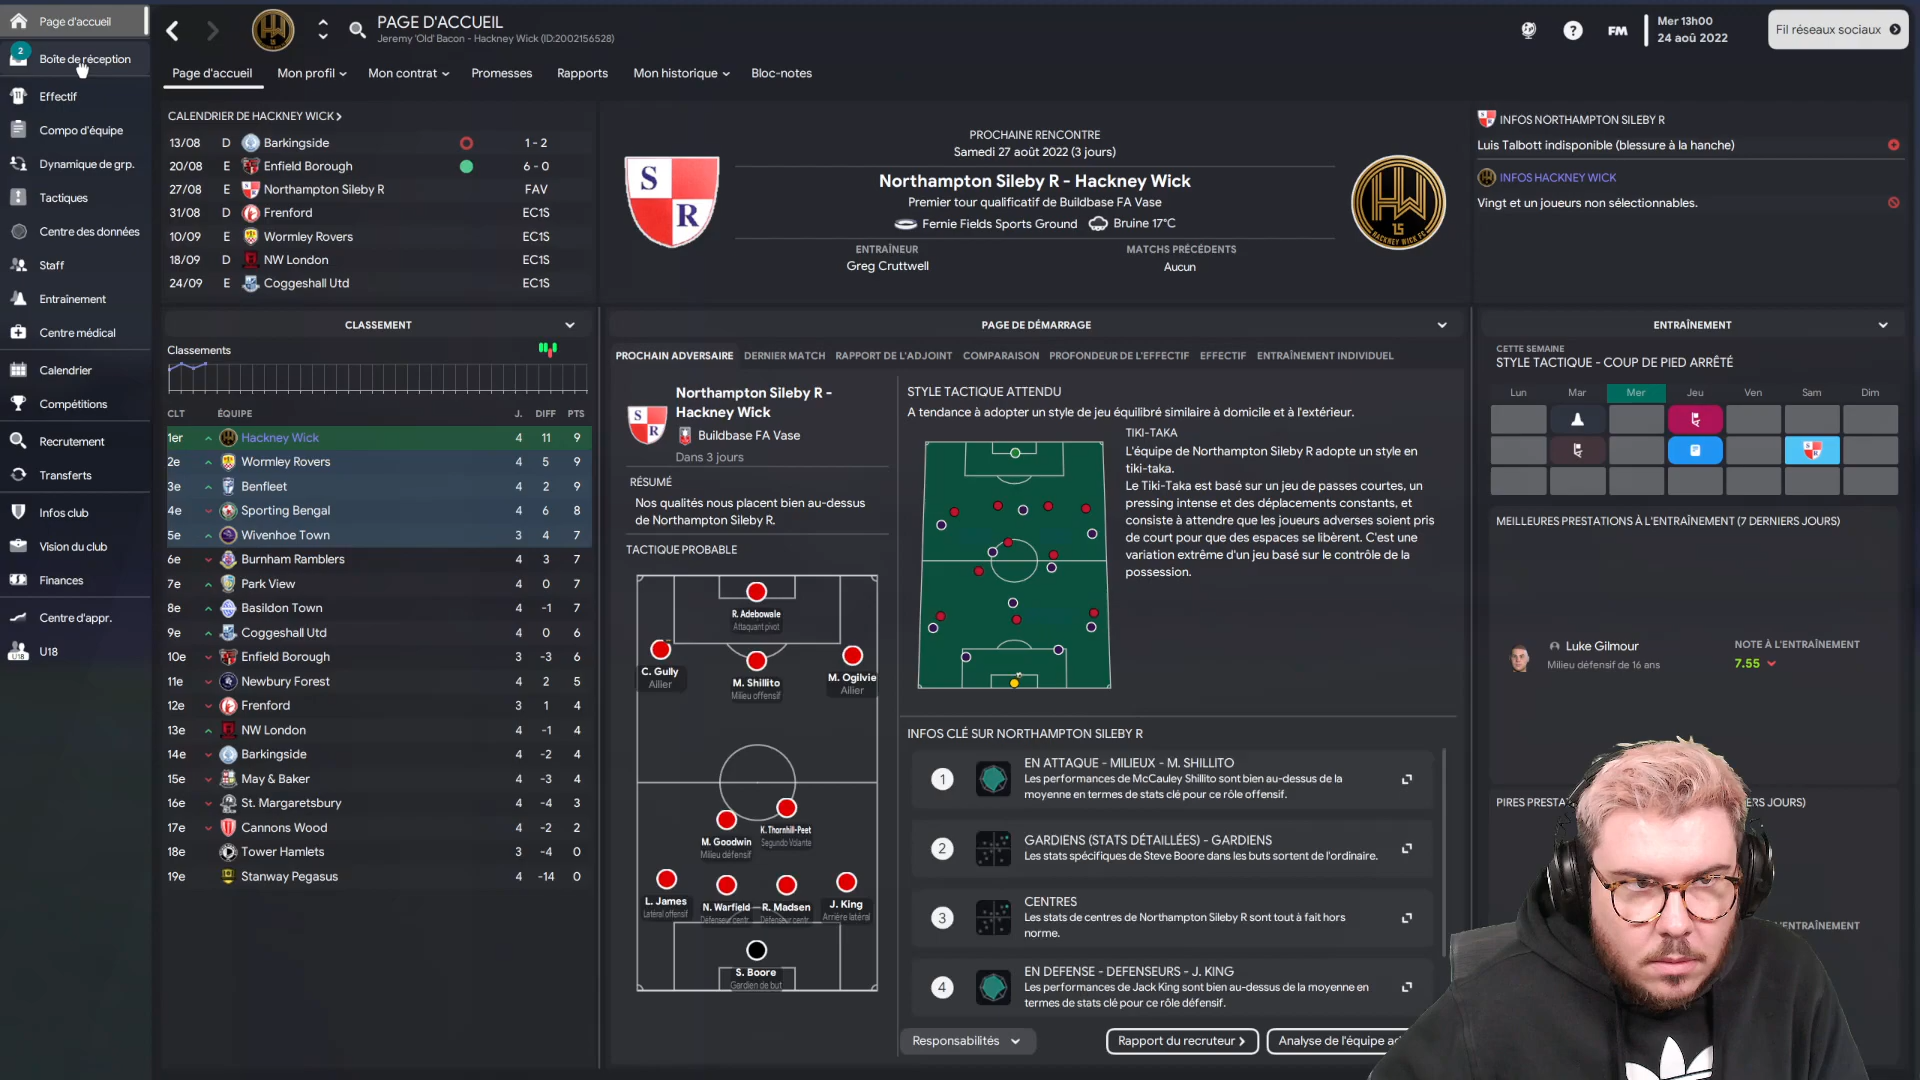 Page d'accueil
2
Boîte de réception
Effectif
Compo d'équipe
Dynamique de grp.
Tactiques
Centre des données
Staff
Entraînement
Centre médical
Calendrier
Compétitions
Recrutement
Transferts
Infos club
Vision du club
Finances
Centre d'appr.
U18
PAGE D'ACCUEIL
Jeremy 'Old' Bacon - Hackney Wick (ID:2002156528)
FM
Mer 13h00
24 aoû 2022
Fil réseaux sociaux
Page d'accueil Mon profil Mon contrat Promesses Rapports Mon historique Bloc-notes
CALENDRIER DE HACKNEY WICK
13/08 D Barkingside 1 - 2
20/08 E Enfield Borough 6 - 0
27/08 E Northampton Sileby R FAV
31/08 D Frenford EC1S
10/09 E Wormley Rovers EC1S
18/09 D NW London EC1S
24/09 E Coggeshall Utd EC1S
PROCHAINE RENCONTRE
Samedi 27 août 2022 (3 jours)
Northampton Sileby R - Hackney Wick
Premier tour qualificatif de Buildbase FA Vase
Fernie Fields Sports Ground Bruine 17°C
ENTRAÎNEUR
Greg Cruttwell
MATCHS PRÉCÉDENTS
Aucun
S
R
HW
15
HACKNEY WICK FC
INFOS NORTHAMPTON SILEBY R
Luis Talbott indisponible (blessure à la hanche)
INFOS HACKNEY WICK
Vingt et un joueurs non sélectionnables.
CLASSEMENT
Classements
CLT ÉQUIPE J. DIFF PTS
1er Hackney Wick 4 11 9
2e Wormley Rovers 4 5 9
3e Benfleet 4 2 9
4e Sporting Bengal 4 6 8
5e Wivenhoe Town 3 4 7
6e Burnham Ramblers 4 3 7
7e Park View 4 0 7
8e Basildon Town 4 -1 7
9e Coggeshall Utd 4 0 6
10e Enfield Borough 3 -3 6
11e Newbury Forest 4 2 5
12e Frenford 3 1 4
13e NW London 4 -1 4
14e Barkingside 4 -2 4
15e May & Baker 4 -3 4
16e St. Margaretsbury 4 -4 3
17e Cannons Wood 4 -2 2
18e Tower Hamlets 3 -4 0
19e Stanway Pegasus 4 -14 0
PAGE DE DÉMARRAGE
PROCHAIN ADVERSAIRE DERNIER MATCH RAPPORT DE L'ADJOINT COMPARAISON PROFONDEUR DE L'EFFECTIF EFFECTIF ENTRAÎNEMENT INDIVIDUEL
Northampton Sileby R -
Hackney Wick
Buildbase FA Vase
Dans 3 jours
RÉSUMÉ
Nos qualités nous placent bien au-dessus
de Northampton Sileby R.
TACTIQUE PROBABLE
R. Adebowale
Attaquant pivot
C. Gully
Ailier
M. Shillito
Milieu offensif
M. Ogilvie
Ailier
M. Goodwin
Milieu défensif
K. Thornhill-Peet
Segundo Volante
L. James
Latéral offensif
N. Warfield
Défenseur centr.
R. Madsen
Défenseur centr.
J. King
Arrière latéral
S. Boore
Gardien de but
STYLE TACTIQUE ATTENDU
A tendance à adopter un style de jeu équilibré similaire à domicile et à l'extérieur.
TIKI-TAKA
L'équipe de Northampton Sileby R adopte un style en
tiki-taka.
Le Tiki-Taka est basé sur un jeu de passes courtes, un
pressing intense et des déplacements constants, et
consiste à attendre que les joueurs adverses soient pris
de court pour que des espaces se libèrent. C'est une
variation extrême d'un jeu basé sur le contrôle de la
possession.
INFOS CLÉ SUR NORTHAMPTON SILEBY R
1
EN ATTAQUE - MILIEUX - M. SHILLITO
Les performances de McCauley Shillito sont bien au-dessus de la
moyenne en termes de stats clé pour ce rôle offensif.
2
GARDIENS (STATS DÉTAILLÉES) - GARDIENS
Les stats spécifiques de Steve Boore dans les buts sortent de l'ordinaire.
3
CENTRES
Les stats de centres de Northampton Sileby R sont tout à fait hors
norme.
4
EN DEFENSE - DEFENSEURS - J. KING
Les performances de Jack King sont bien au-dessus de la moyenne en
termes de stats clé pour ce rôle défensif.
Responsabilités
Rapport du recruteur
Analyse de l'équipe
ENTRAÎNEMENT
CETTE SEMAINE
STYLE TACTIQUE - COUP DE PIED ARRÊTÉ
Lun Mar Mer Jeu Ven Sam Dim
MEILLEURES PRESTATIONS À L'ENTRAÎNEMENT (7 DERNIERS JOURS)
Luke Gilmour
Milieu défensif de 16 ans
NOTE À L'ENTRAÎNEMENT
7.55
PIRES JOURS)